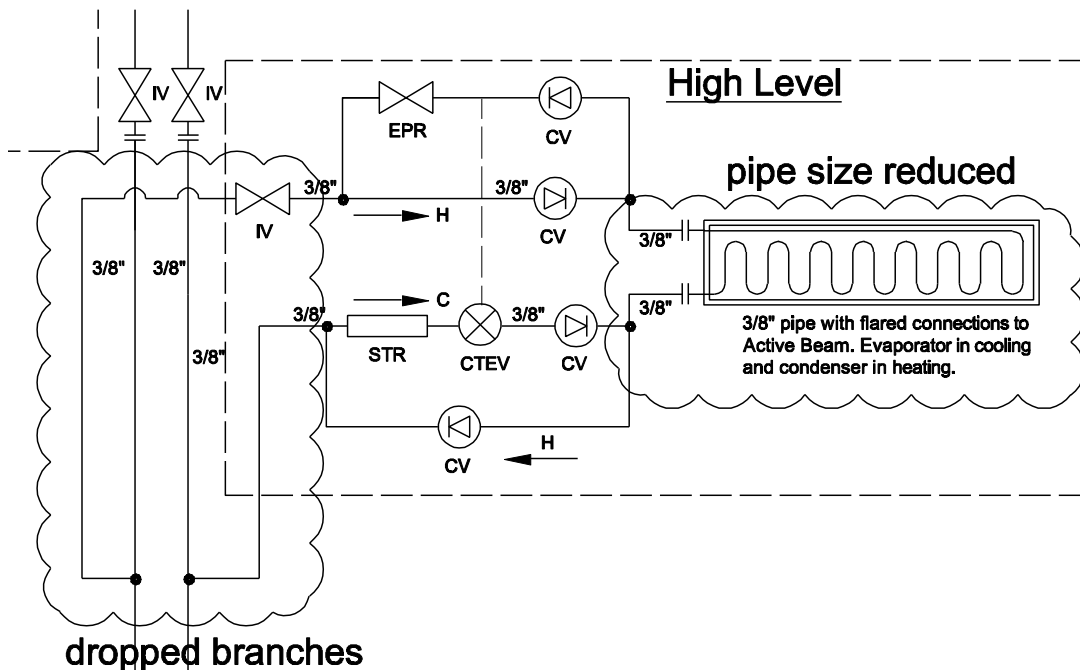 IV
IV
High Level
EPR
CV
pipe size reduced
3/8"
3/8"
H
IV
CV
3/8"
3/8"
3/8"
C
3/8"
3/8"
3/8"
3/8"
STR
CTEV
CV
3/8" pipe with flared connections to
Active Beam. Evaporator in cooling
and condenser in heating.
H
CV
dropped branches